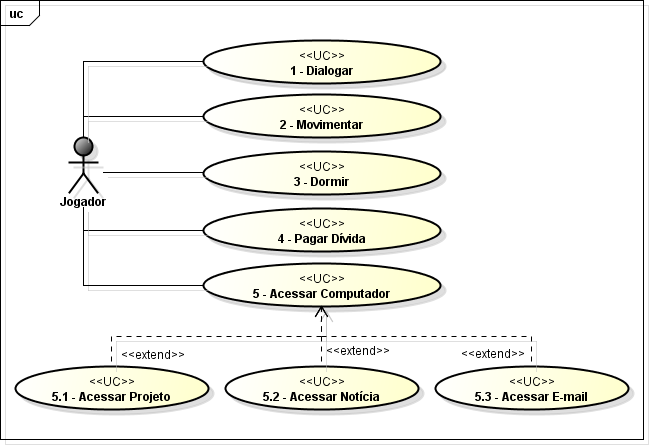 uc
<<UC>>
1 - Dialogar
<<UC>>
2 - Movimentar
<<UC>>
3 - Dormir
Jogador
<<UC>>
4 - Pagar Dívida
<<UC>>
5 - Acessar Computador
<<extend>>
<<extend>>
<<extend>>
<<UC>>
5.1 - Acessar Projeto
<<UC>>
5.2 - Acessar Notícia
<<UC>>
5.3 - Acessar E-mail